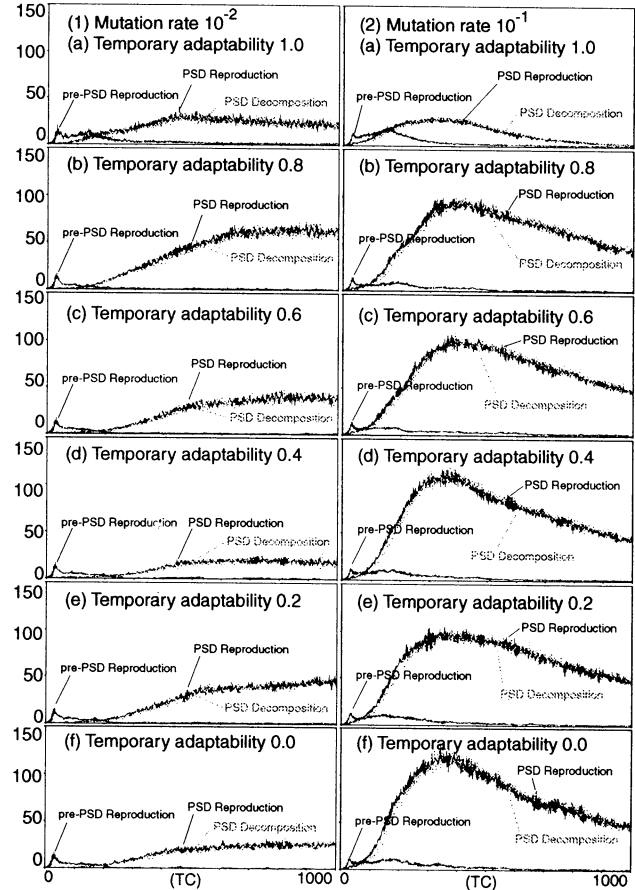 150
100
50
0
(1) Mutation rate 10-2
(a) Temporary adaptability 1.0
PSD Reproduction
pre-PSD Reproduction
PSD Decomposition
(2) Mutation rate 10-1
(a) Temporary adaptability 1.0
PSD Reproduction
pre-PSD Reproduction
PSD Decomposition
150
100
50
0
(b) Temporary adaptability 0.8
PSD Reproduction
pre-PSD Reproduction
PSD Decomposition
(b) Temporary adaptability 0.8
PSD Reproduction
pre-PSD Reproduction
PSD Decomposition
150
100
50
0
(c) Temporary adaptability 0.6
PSD Reproduction
pre-PSD Reproduction
PSD Decomposition
(c) Temporary adaptability 0.6
PSD Reproduction
pre-PSD Reproduction
PSD Decomposition
150
100
50
0
(d) Temporary adaptability 0.4
pre-PSD Reproduction
PSD Reproduction
PSD Decomposition
(d) Temporary adaptability 0.4
PSD Reproduction
pre-PSD Reproduction
PSD Decomposition
150
100
50
0
(e) Temporary adaptability 0.2
PSD Reproduction
pre-PSD Reproduction
PSD Decomposition
(e) Temporary adaptability 0.2
PSD Reproduction
pre-PSD Reproduction
PSD Decomposition
150
100
50
0
(f) Temporary adaptability 0.0
PSD Reproduction
pre-PSD Reproduction
PSD Decomposition
(f) Temporary adaptability 0.0
PSD Reproduction
pre-PSD Reproduction
PSD Decomposition
0 (TC) 1000
0 (TC) 1000